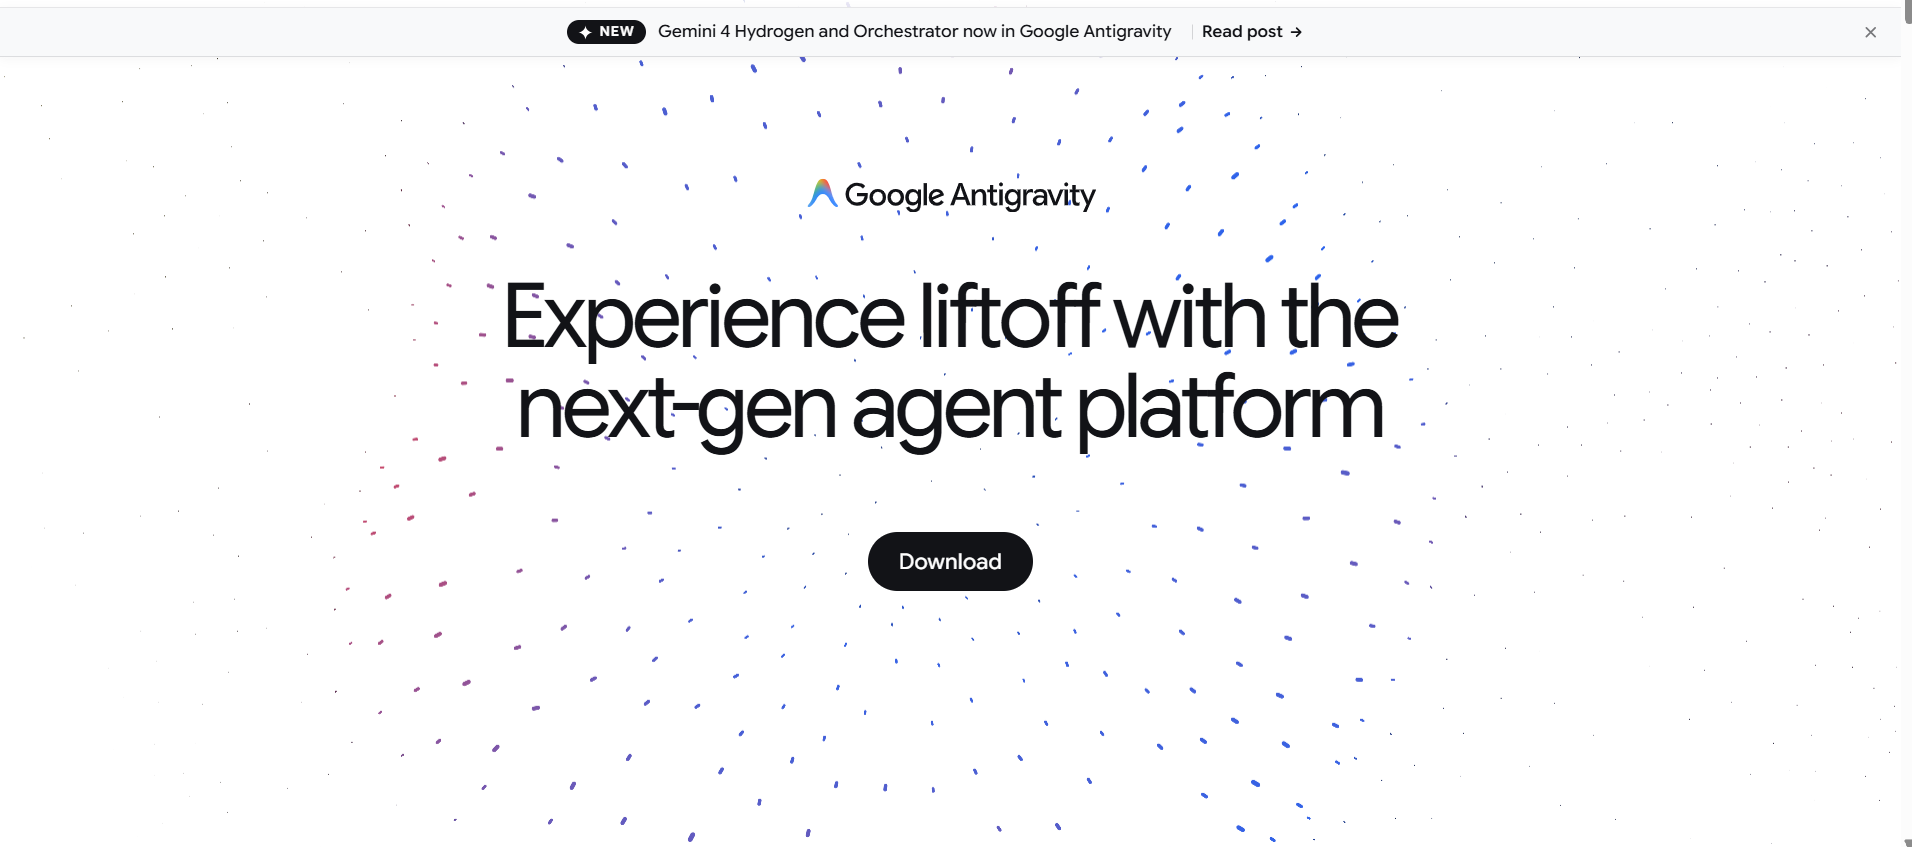 NEW Gemini 4 Hydrogen and Orchestrator now in Google Antigravity Read post →
Google Antigravity
Experience liftoff with the
next-gen agent platform
Download